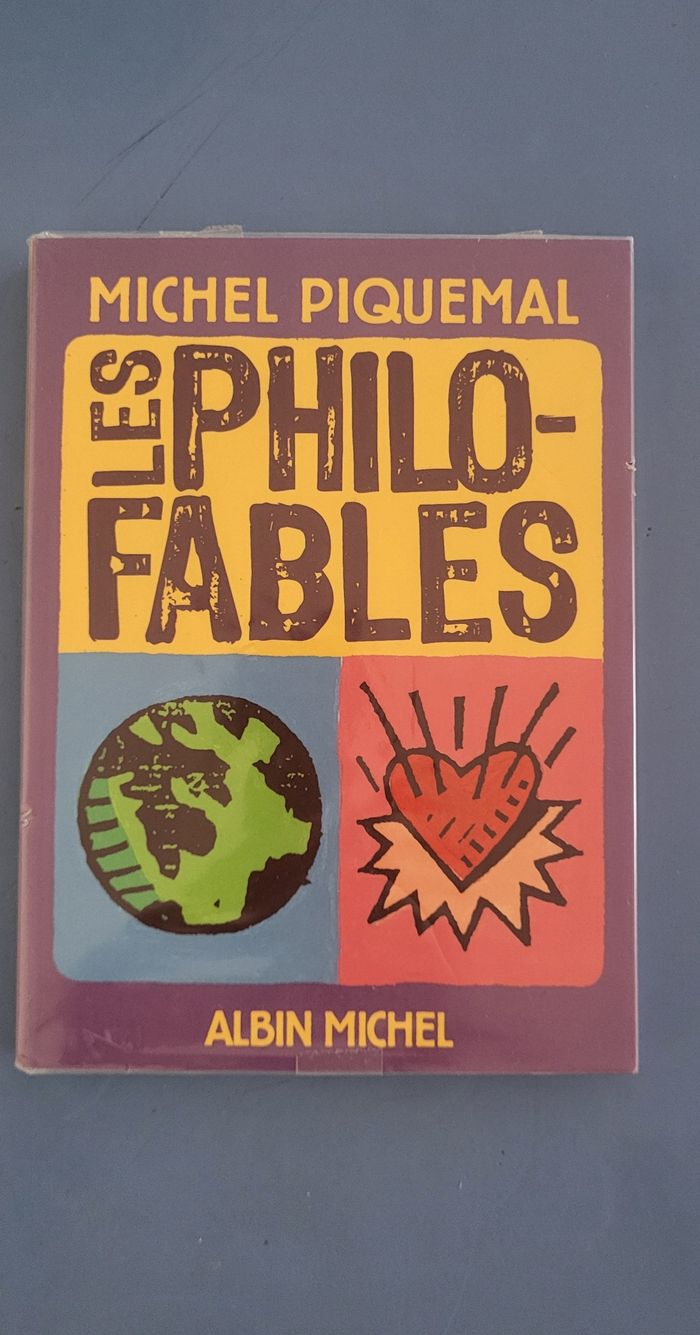 MICHEL PIQUEMAL
LES PHILO-
FABLES
ALBIN MICHEL